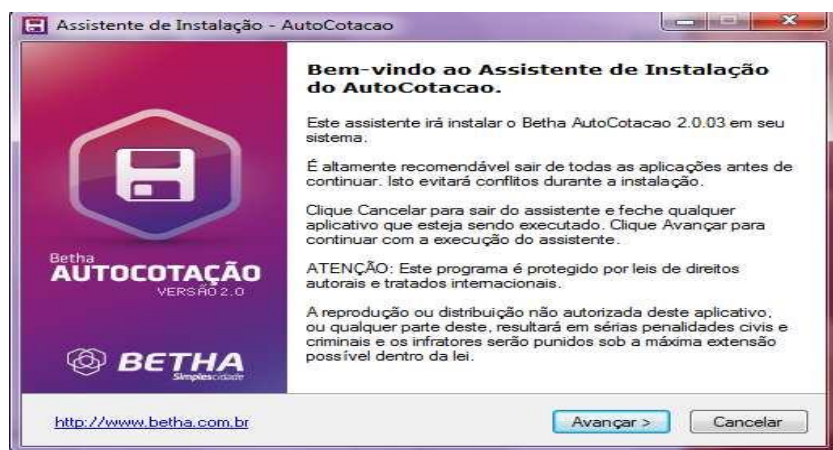 Assistente de Instalação - AutoCotacao
Bem-vindo ao Assistente de Instalação
do AutoCotacao.
Este assistente irá instalar o Betha AutoCotacao 2.0.03 em seu
sistema.
É altamente recomendável sair de todas as aplicações antes de
continuar. Isto evitará conflitos durante a instalação.
Clique Cancelar para sair do assistente e feche qualquer
aplicativo que esteja sendo executado. Clique Avançar para
continuar com a execução do assistente.
ATENÇÃO: Este programa é protegido por leis de direitos
autorais e tratados internacionais.
A reprodução ou distribuição não autorizada deste aplicativo,
ou qualquer parte deste, resultará em sérias penalidades civis e
criminais e os infratores serão punidos sob a máxima extensão
possível dentro da lei.
Betha
AUTOCOTAÇÃO
VERSÃO 2.0
BETHA
Simplescidade
http://www.betha.com.br
Avançar >
Cancelar